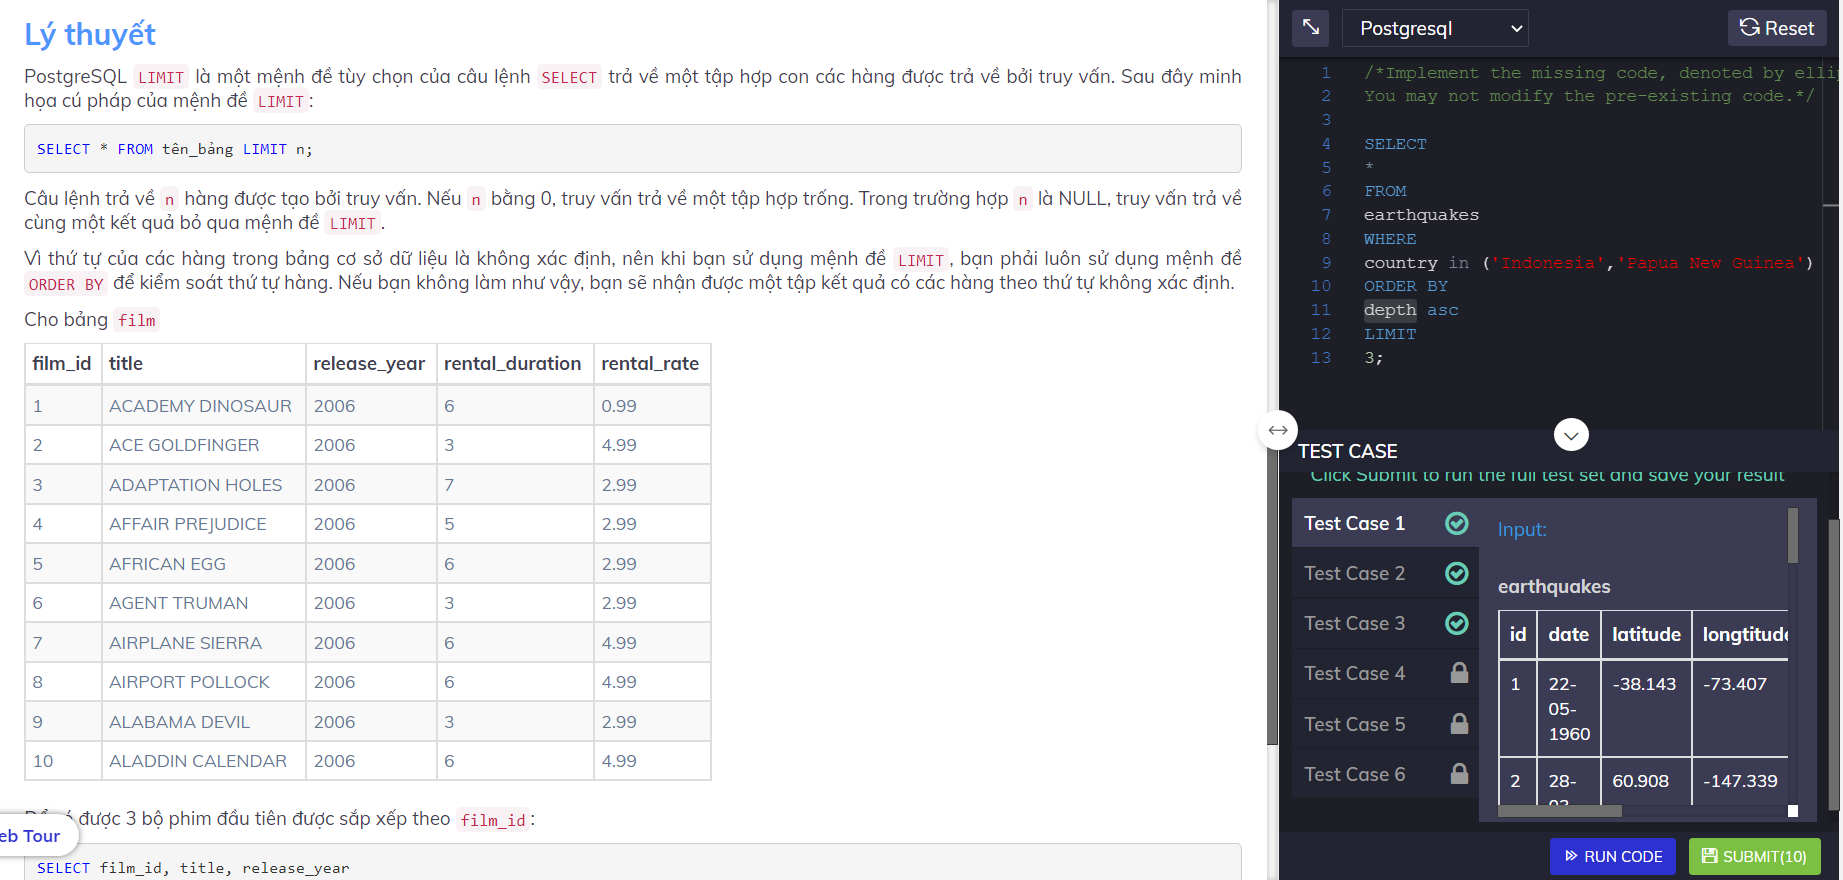 Lý thuyết
PostgreSQL LIMIT là một mệnh đề tùy chọn của câu lệnh SELECT trả về một tập hợp con các hàng được trả về bởi truy vấn. Sau đây minh
họa cú pháp của mệnh đề LIMIT:
SELECT * FROM tên_bảng LIMIT n;
Câu lệnh trả về n hàng được tạo bởi truy vấn. Nếu n bằng 0, truy vấn trả về một tập hợp trống. Trong trường hợp n là NULL, truy vấn trả về
cùng một kết quả bỏ qua mệnh đề LIMIT.
Vì thứ tự của các hàng trong bảng cơ sở dữ liệu là không xác định, nên khi bạn sử dụng mệnh đề LIMIT, bạn phải luôn sử dụng mệnh đề
ORDER BY để kiểm soát thứ tự hàng. Nếu bạn không làm như vậy, bạn sẽ nhận được một tập kết quả có các hàng theo thứ tự không xác định.
Cho bảng film
film_id title release_year rental_duration rental_rate
1 ACADEMY DINOSAUR 2006 6 0.99
2 ACE GOLDFINGER 2006 3 4.99
3 ADAPTATION HOLES 2006 7 2.99
4 AFFAIR PREJUDICE 2006 5 2.99
5 AFRICAN EGG 2006 6 2.99
6 AGENT TRUMAN 2006 3 2.99
7 AIRPLANE SIERRA 2006 6 4.99
8 AIRPORT POLLOCK 2006 6 4.99
9 ALABAMA DEVIL 2006 3 2.99
10 ALADDIN CALENDAR 2006 6 4.99
được 3 bộ phim đầu tiên được sắp xếp theo film_id:
eb Tour
SELECT film_id, title, release_year
Postgresql
Reset
1 /*Implement the missing code, denoted by ellip
2 You may not modify the pre-existing code.*/
3
4 SELECT
5 *
6 FROM
7 earthquakes
8 WHERE
9 country in ('Indonesia','Papua New Guinea')
10 ORDER BY
11 depth asc
12 LIMIT
13 3;
TEST CASE
Click Submit to run the full test set and save your result
Test Case 1
Test Case 2
Test Case 3
Test Case 4
Test Case 5
Test Case 6
Input:
earthquakes
id date latitude longtitude
1 22-05-1960 -38.143 -73.407
2 28-03- 60.908 -147.339
RUN CODE
SUBMIT(10)